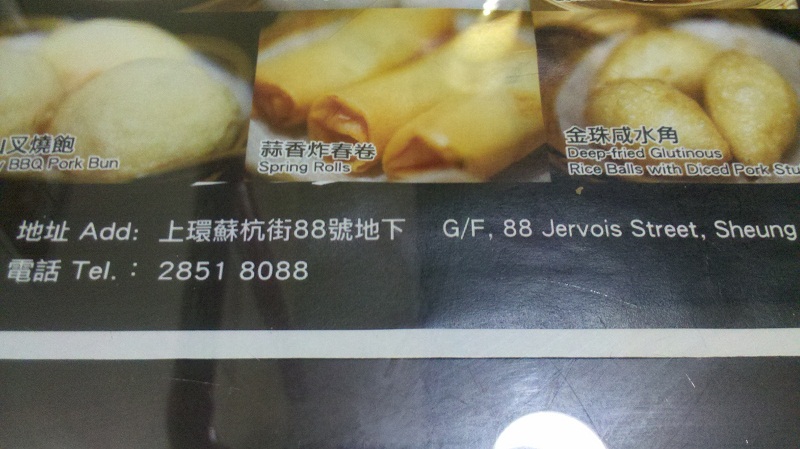 叉燒飽
BBQ Pork Bun
蒜香炸春卷
Spring Rolls
金珠咸水角
Deep-fried Glutinous
Rice Balls with Diced Pork
地址 Add: 上環蘇杭街88號地下 G/F, 88 Jervois Street, Sheung
電話 Tel. : 2851 8088